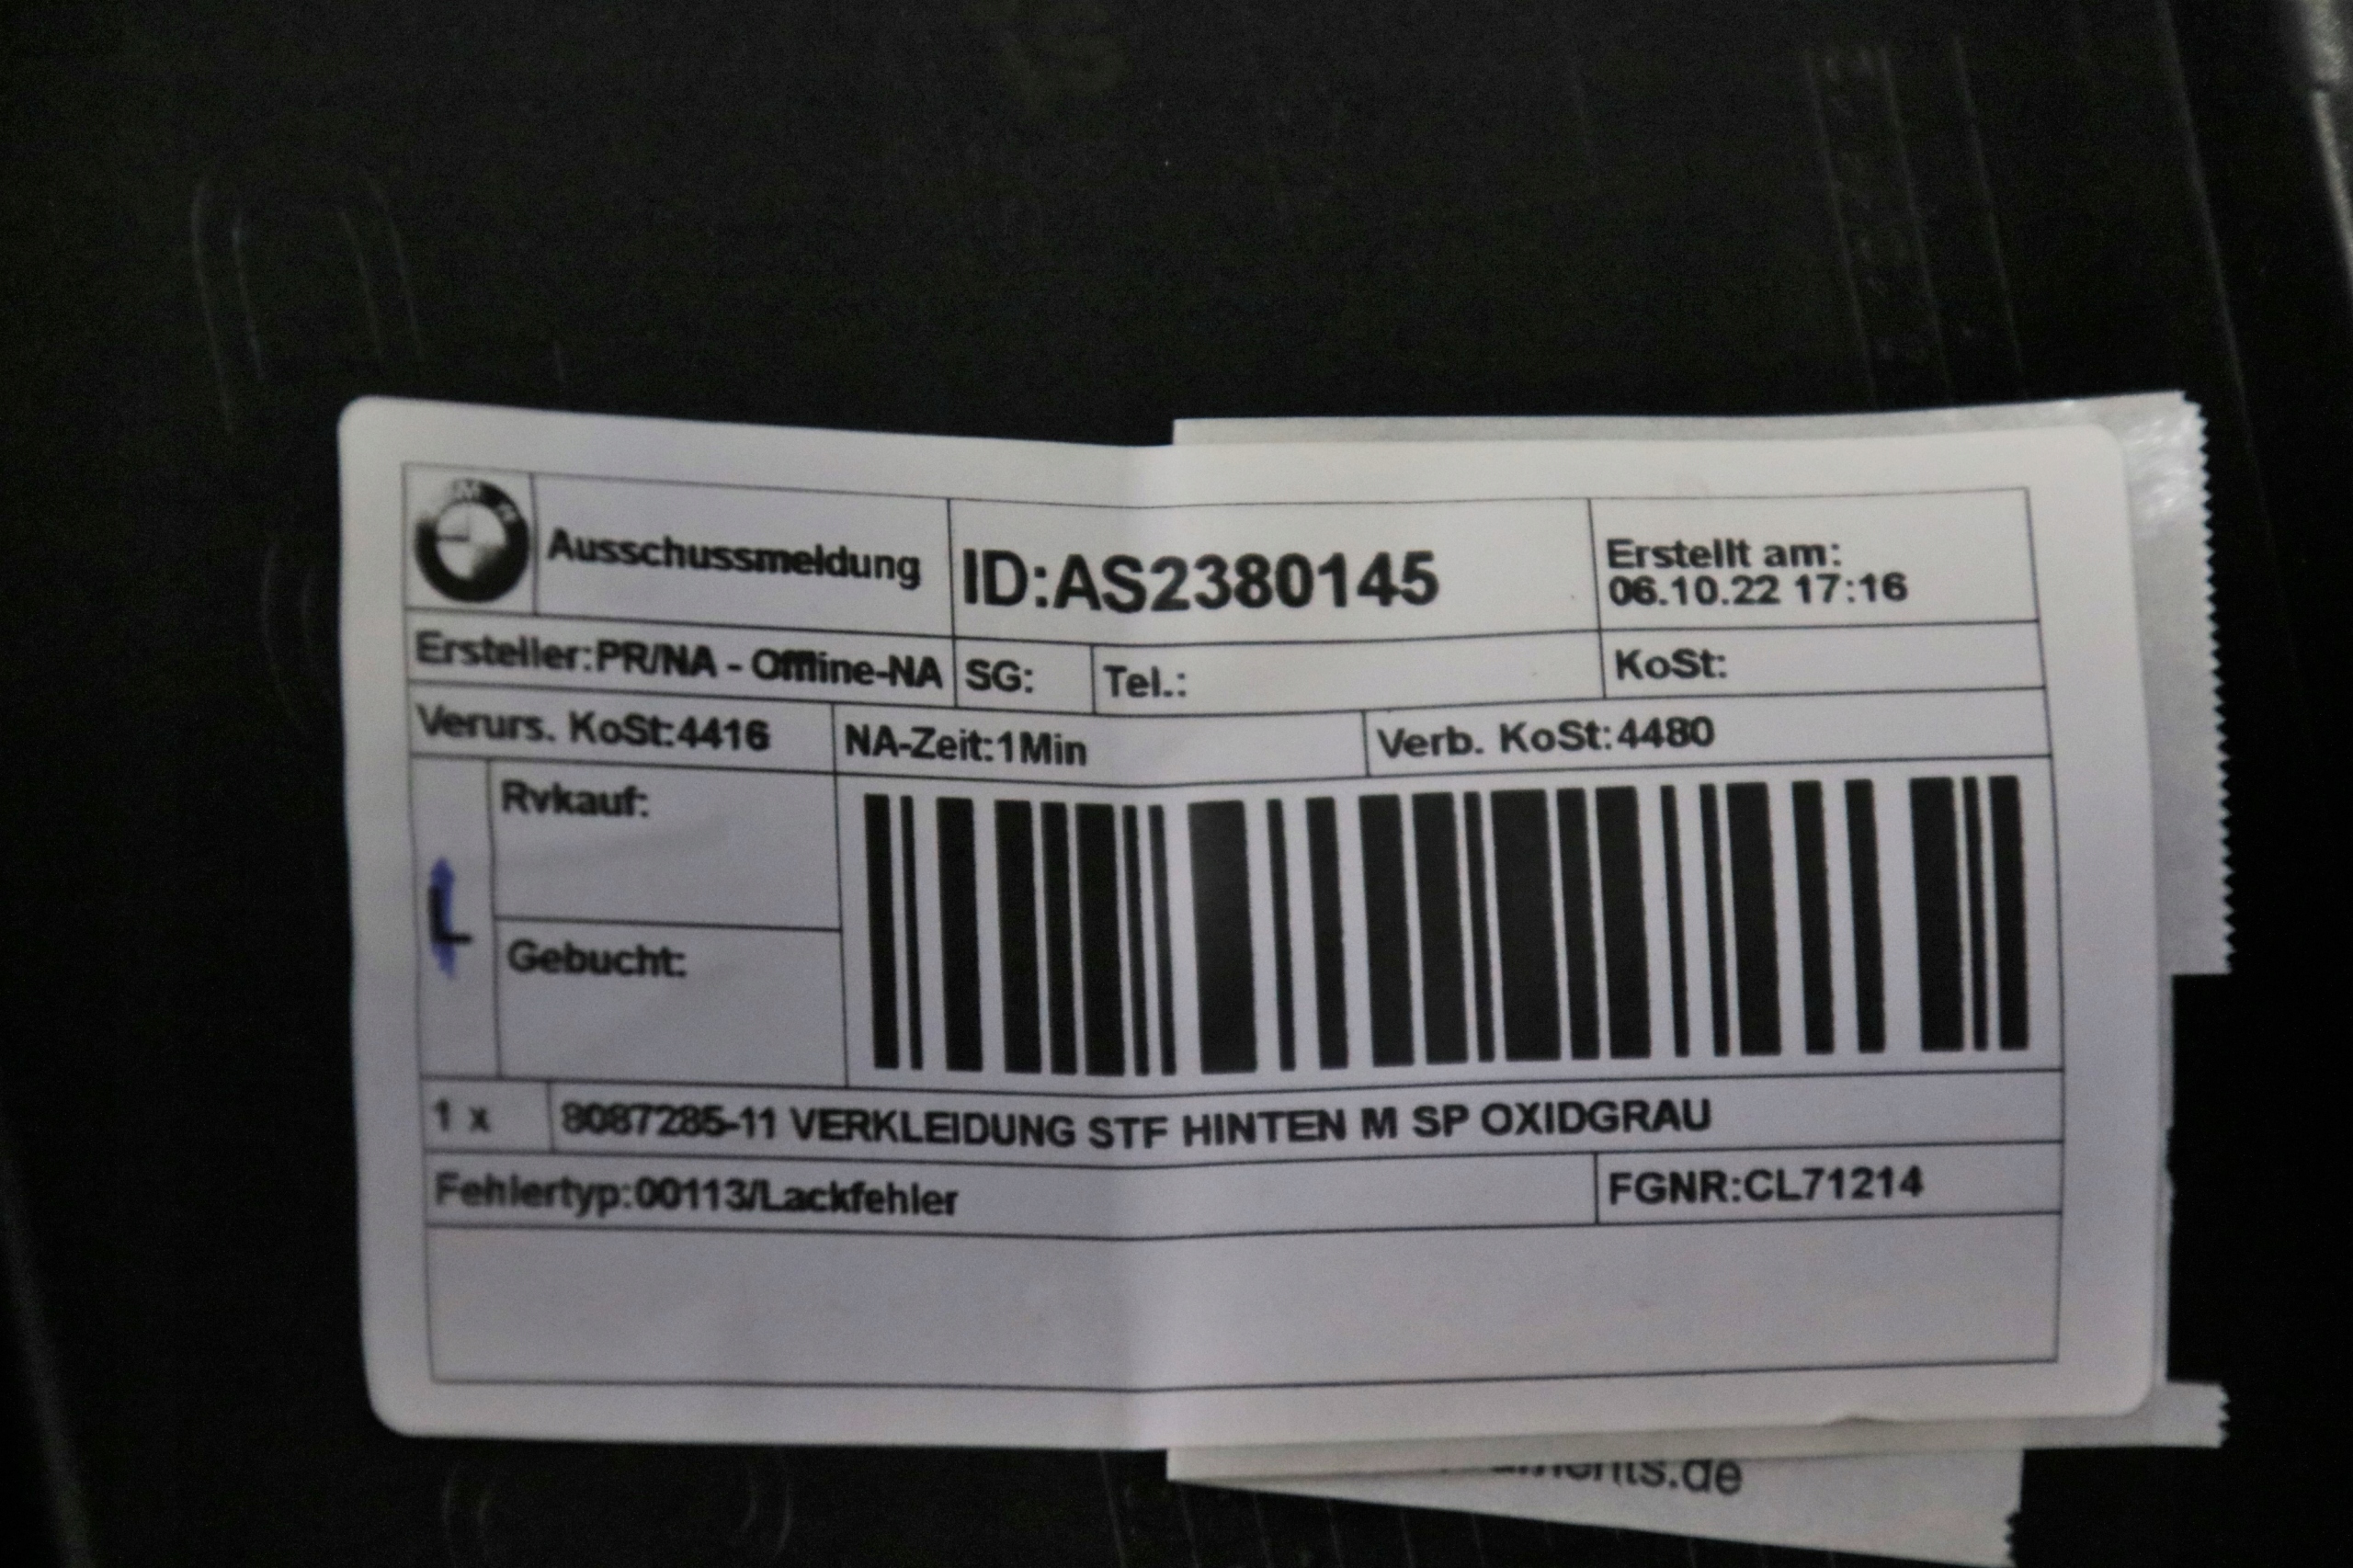 Ausschussmeldung
ID:AS2380145
Erstellt am:
06.10.22 17:16
Ersteller:PR/NA - Offline-NA
SG:
Tel.:
KoSt:
Verurs. KoSt:4416
NA-Zeit:1Min
Verb. KoSt:4480
Rvkauf:
Gebucht:
L
1 x
8087285-11 VERKLEIDUNG STF HINTEN M SP OXIDGRAU
Fehlertyp:00113/Lackfehler
FGNR:CL71214